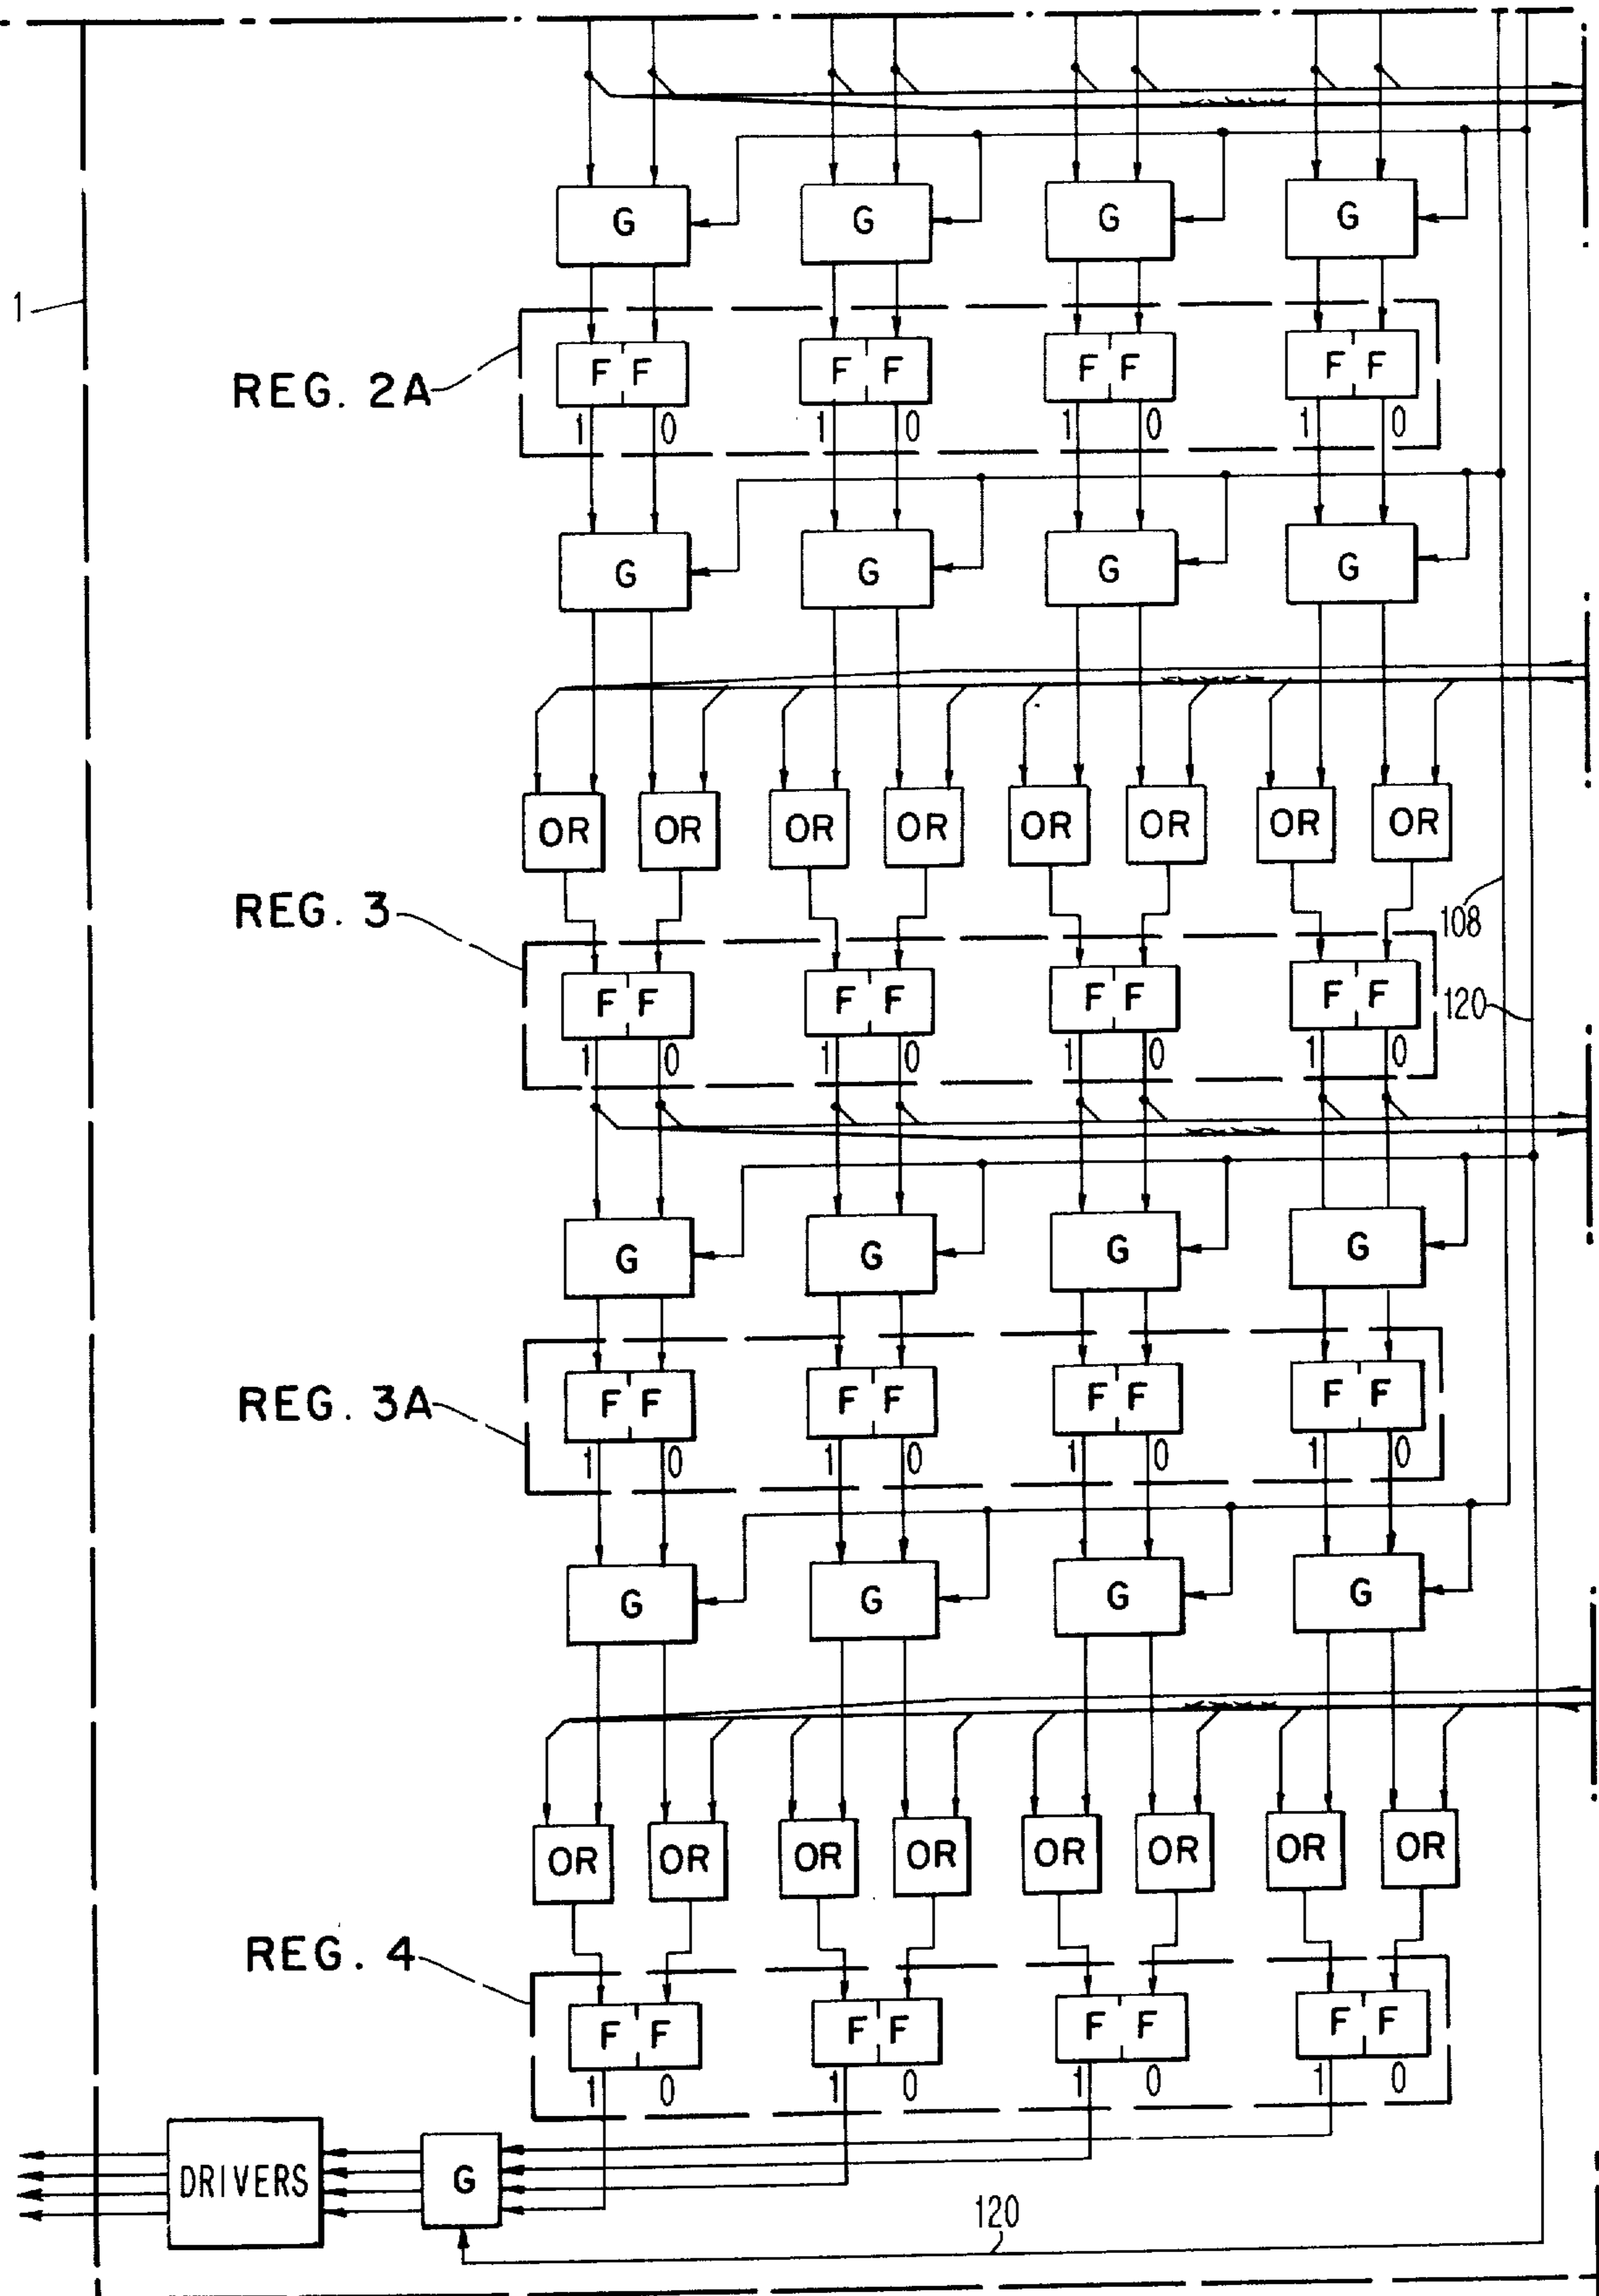 G G G G
1
F F F F F F F F
REG. 2A
1 0 1 0 1 0 1 0
G G G G
OR OR OR OR OR OR OR OR
REG. 3
108
F F F F F F F F
120
1 0 1 0 1 0 1 0
G G G G
F F F F F F F F
REG. 3A
1 0 1 0 1 0 1 0
G G G G
OR OR OR OR OR OR OR OR
REG. 4
F F F F F F F F
1 0 1 0 1 0 1 0
DRIVERS G
120